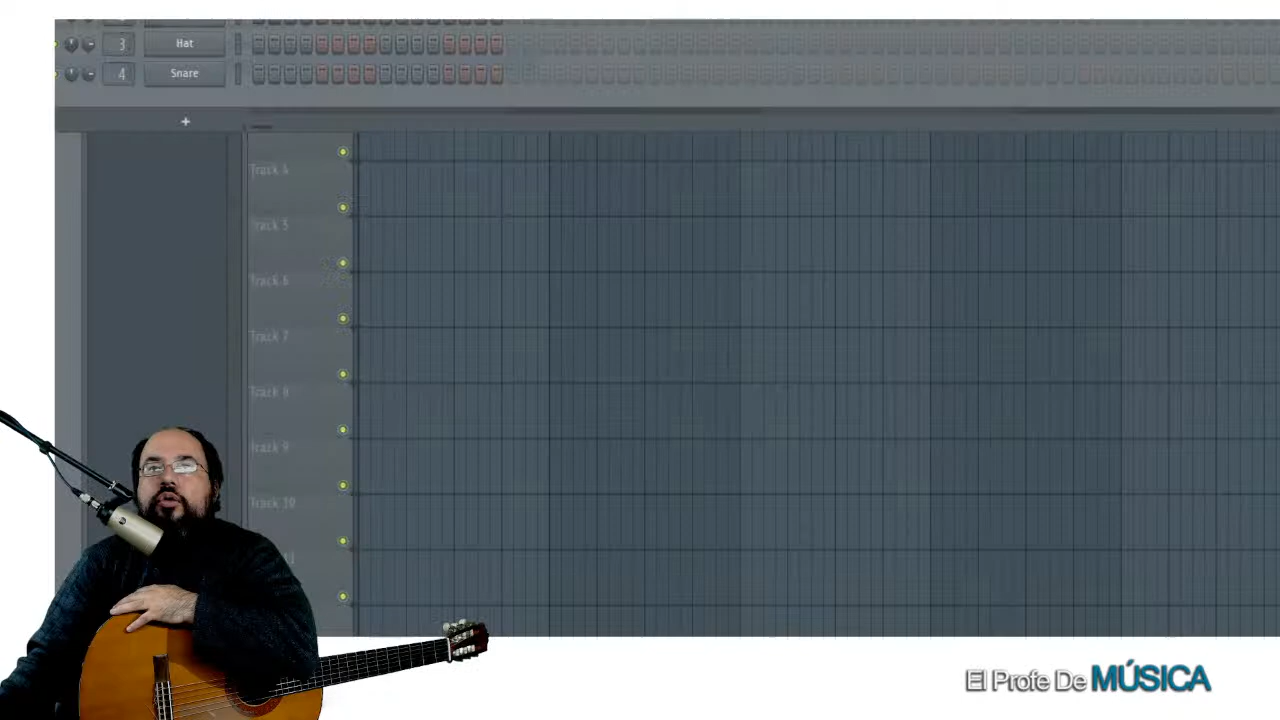 3 Hat
4 Snare
+
Track 4
Track 5
Track 6
Track 7
Track 8
Track 9
Track 10
El Profe De MÚSICA